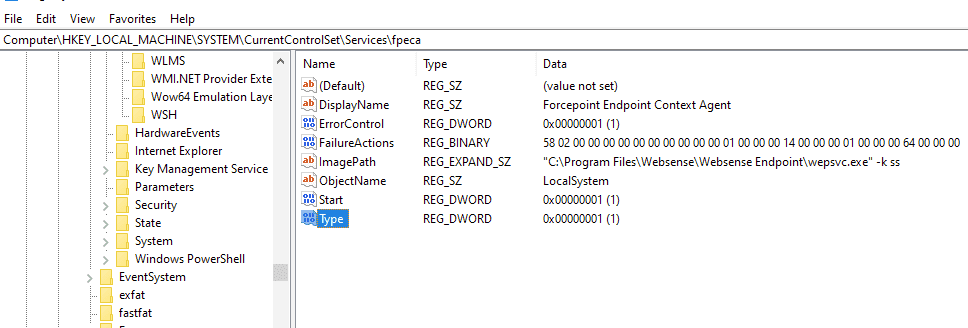 File Edit View Favorites Help
Computer\HKEY_LOCAL_MACHINE\SYSTEM\CurrentControlSet\Services\fpeca
WLMS
WMI.NET Provider Exte
Wow64 Emulation Laye
WSH
HardwareEvents
Internet Explorer
Key Management Service
Parameters
Security
State
System
Windows PowerShell
EventSystem
exfat
fastfat
Name Type Data
(Default) REG_SZ (value not set)
DisplayName REG_SZ Forcepoint Endpoint Context Agent
ErrorControl REG_DWORD 0x00000001 (1)
FailureActions REG_BINARY 58 02 00 00 00 00 00 00 00 00 00 00 01 00 00 00 14 00 00 00 01 00 00 00 64 00 00 00
ImagePath REG_EXPAND_SZ "C:\Program Files\Websense\Websense Endpoint\wepsvc.exe" -k ss
ObjectName REG_SZ LocalSystem
Start REG_DWORD 0x00000001 (1)
Type REG_DWORD 0x00000001 (1)